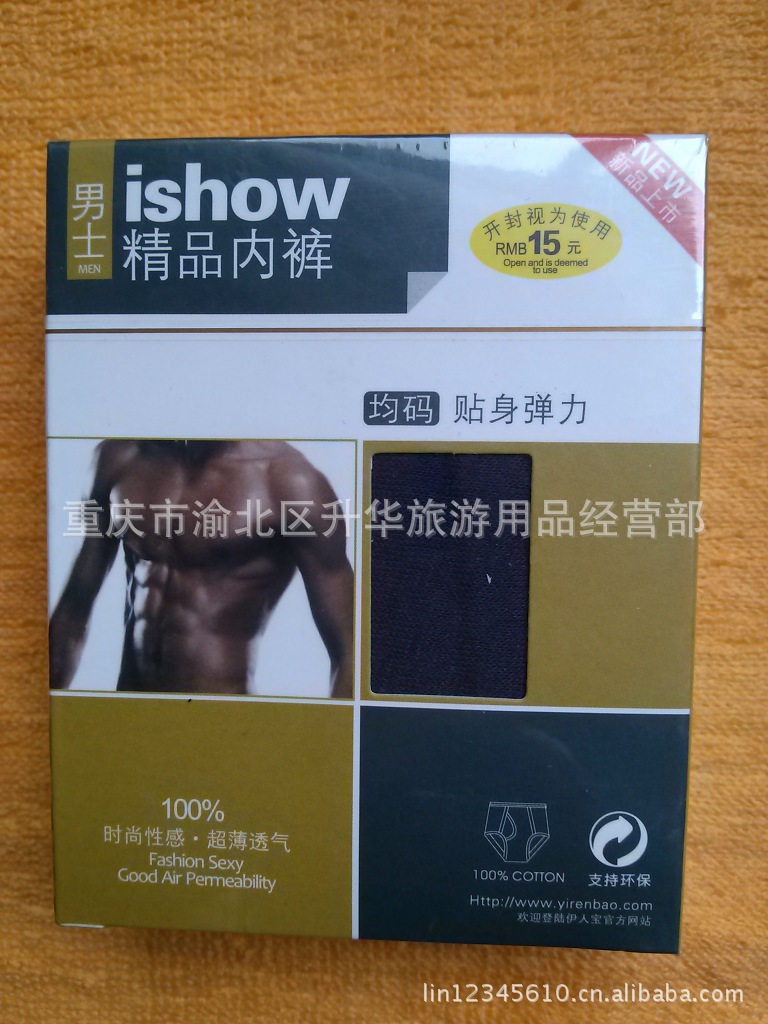 男士
MEN
ishow
精品内裤
NEW
新品上市
开封视为使用
RMB15元
Open and is deemed
to use
均码 贴身弹力
重庆市渝北区升华旅游用品经营部
100%
时尚性感·超薄透气
Fashion Sexy
Good Air Permeability
100% COTTON
支持环保
Http://www.yirenbao.com
欢迎登陆伊人宝官方网站
lin12345610.cn.alibaba.com